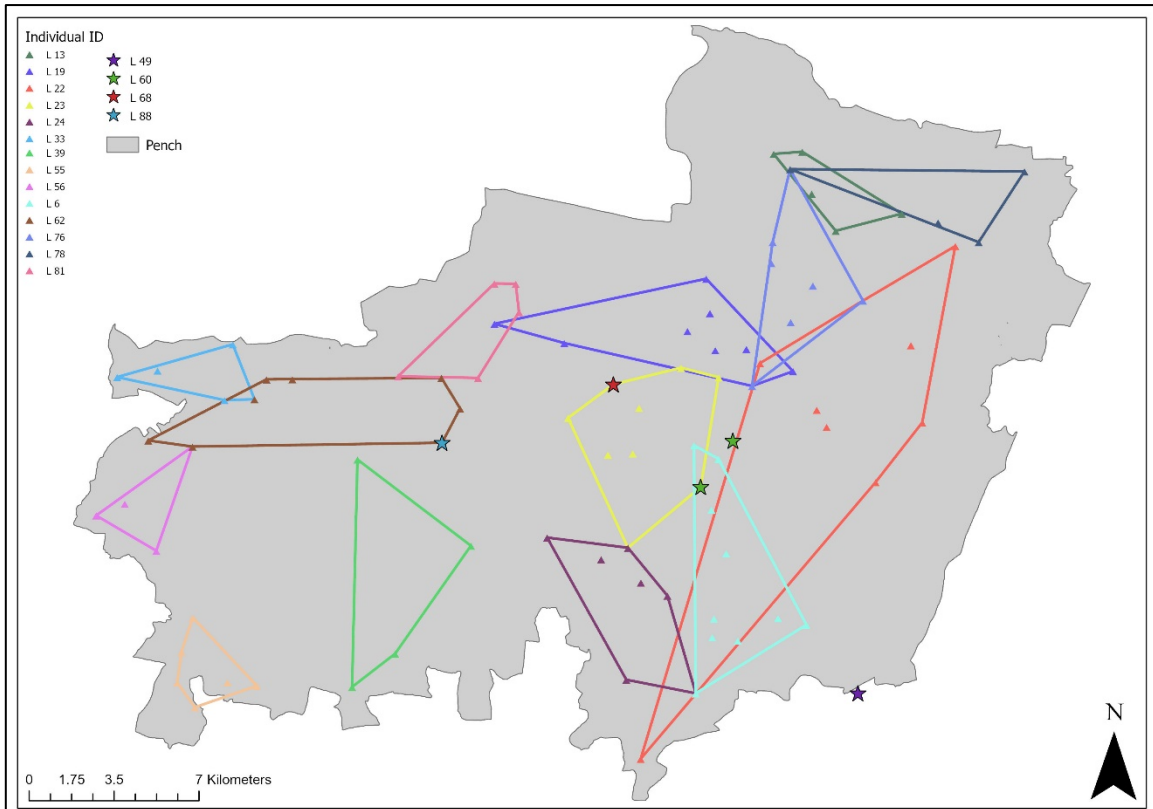 Individual ID
L 13
L 19
L 22
L 23
L 24
L 33
L 39
L 55
L 56
L 6
L 62
L 76
L 78
L 81
L 49
L 60
L 68
L 88
Pench
N
0 1.75 3.5 7 Kilometers